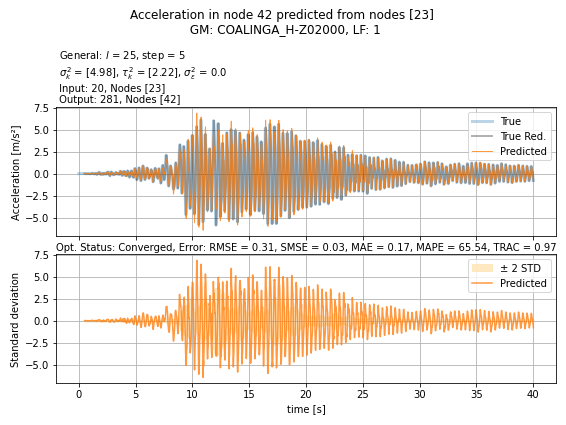 Acceleration in node 42 predicted from nodes [23]
GM: COALINGA_H-Z02000, LF: 1
General: l = 25, step = 5
σ²ₖ = [4.98], τ²ₖ = [2.22], σ²ₑ = 0.0
Input: 20, Nodes [23]
Output: 281, Nodes [42]
7.5
5.0
2.5
0.0
−2.5
−5.0
Acceleration [m/s²]
True
True Red.
Predicted
Opt. Status: Converged, Error: RMSE = 0.31, SMSE = 0.03, MAE = 0.17, MAPE = 65.54, TRAC = 0.97
7.5
5.0
2.5
0.0
−2.5
−5.0
Standard deviation
± 2 STD
Predicted
0 5 10 15 20 25 30 35 40
time [s]